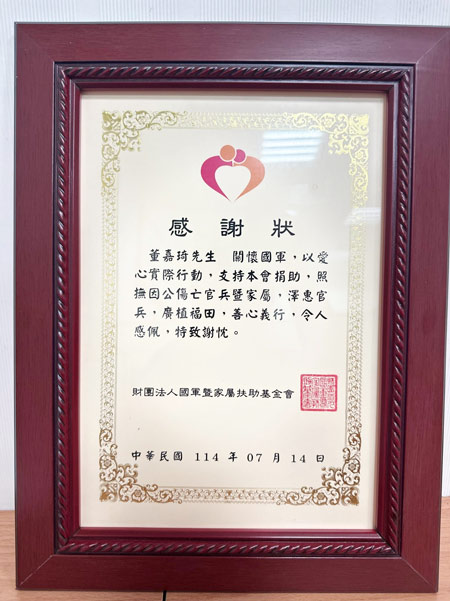 感謝狀
董嘉琦先生 關懷國軍，以愛
心實際行動，支持本會捐助，照
撫因公傷亡官兵暨家屬，澤惠官
兵，廣植福田，善心義行，令人
感佩，特致謝忱。
財團法人國軍暨家屬扶助基金會
中華民國 114 年 07 月 14 日